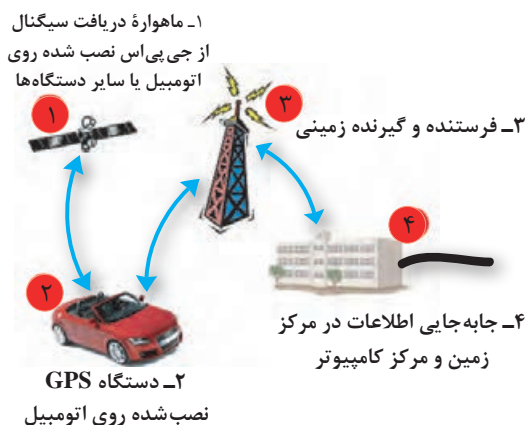 ۱ـ ماهوارهٔ دریافت سیگنال
از جی‌پی‌اس نصب شده روی
اتومبیل یا سایر دستگاه‌ها
۱
۳
۳ـ فرستنده و گیرنده زمینی
۴
۲
۴ـ جابه‌جایی اطلاعات در مرکز
زمین و مرکز کامپیوتر
۲ـ دستگاه GPS
نصب‌شده روی اتومبیل